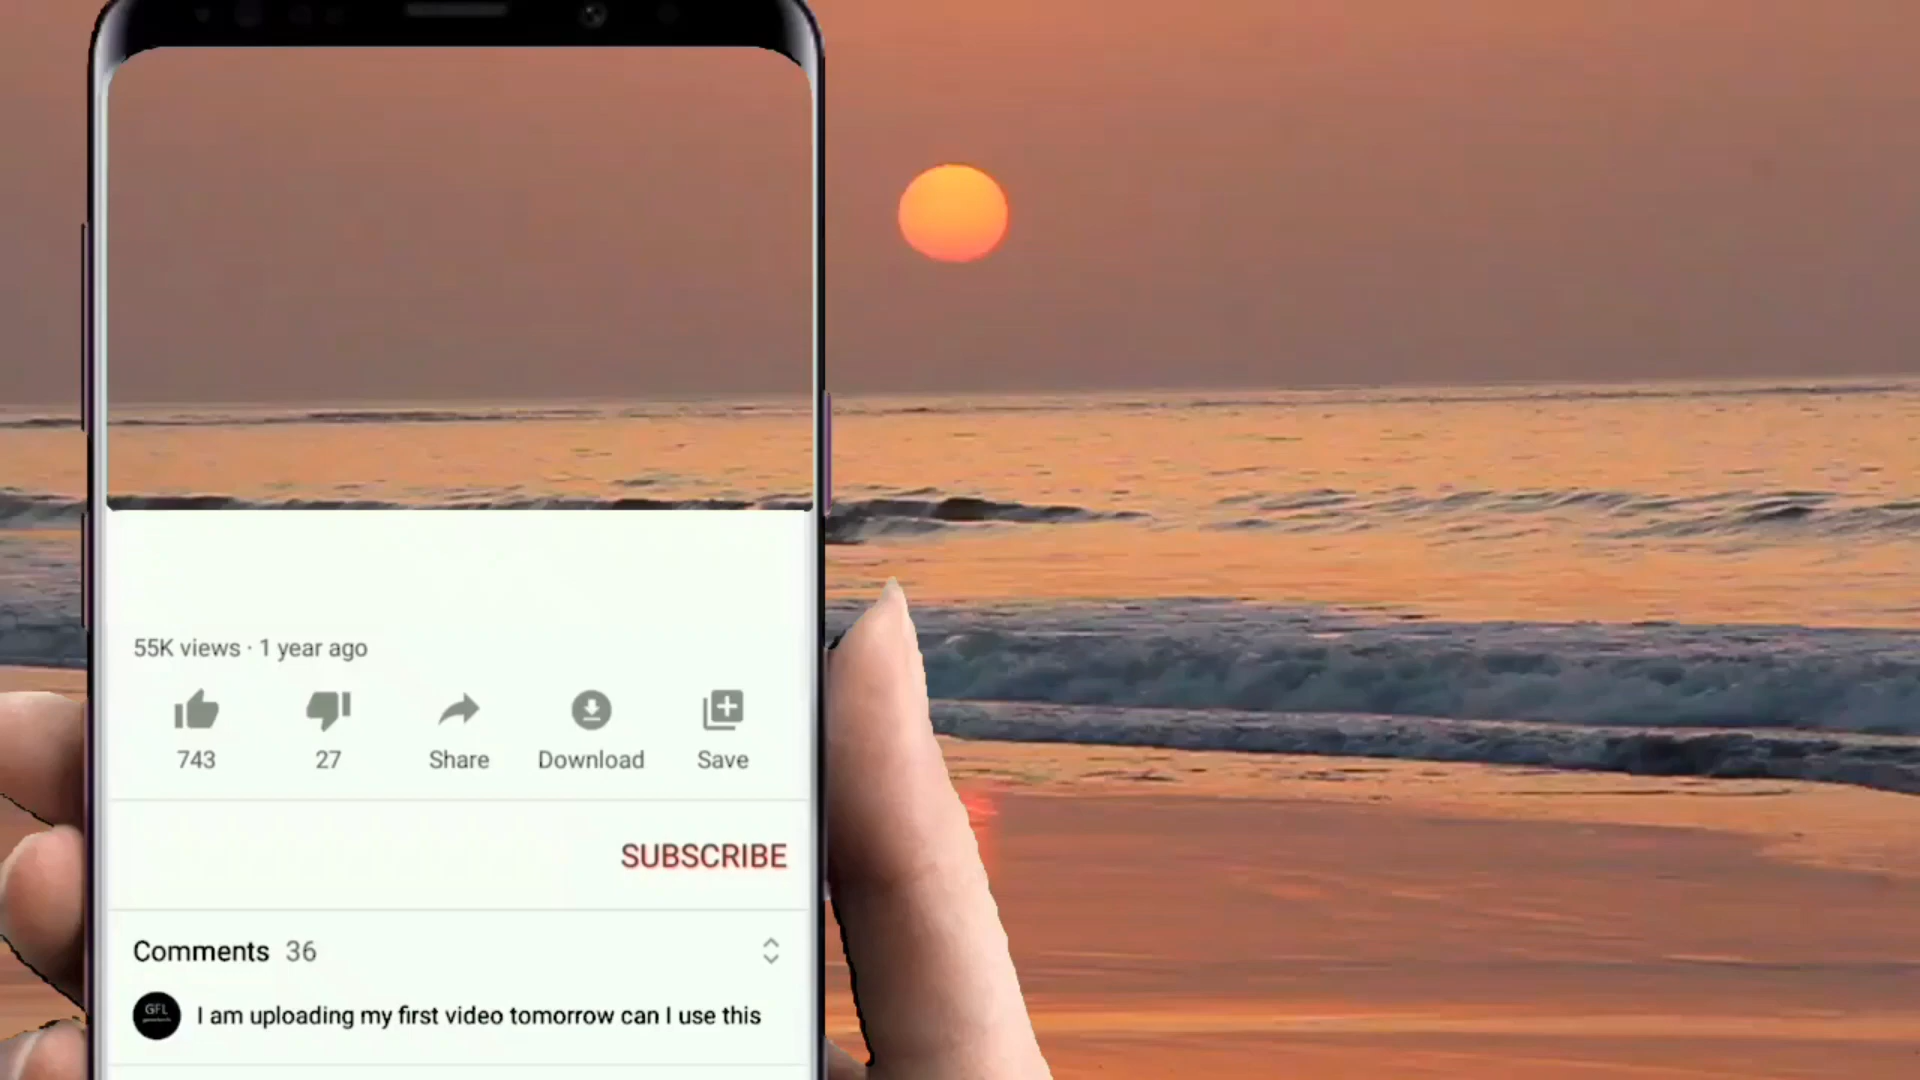 55K views · 1 year ago
743
27
Share
Download
Save
SUBSCRIBE
Comments 36
GFL
I am uploading my first video tomorrow can I use this